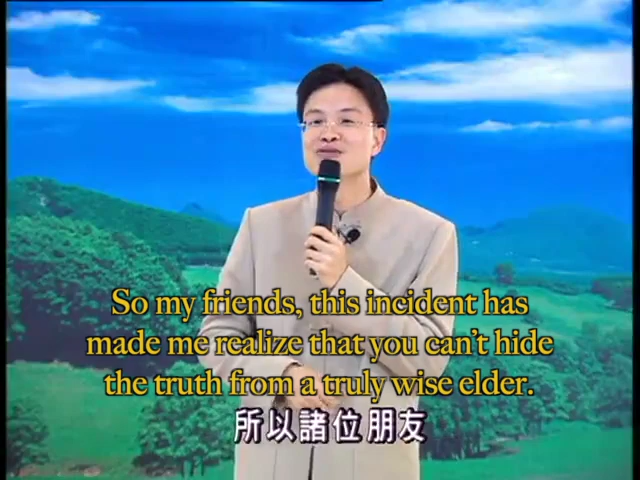 So my friends, this incident has
made me realize that you can't hide
the truth from a truly wise elder.
所以諸位朋友